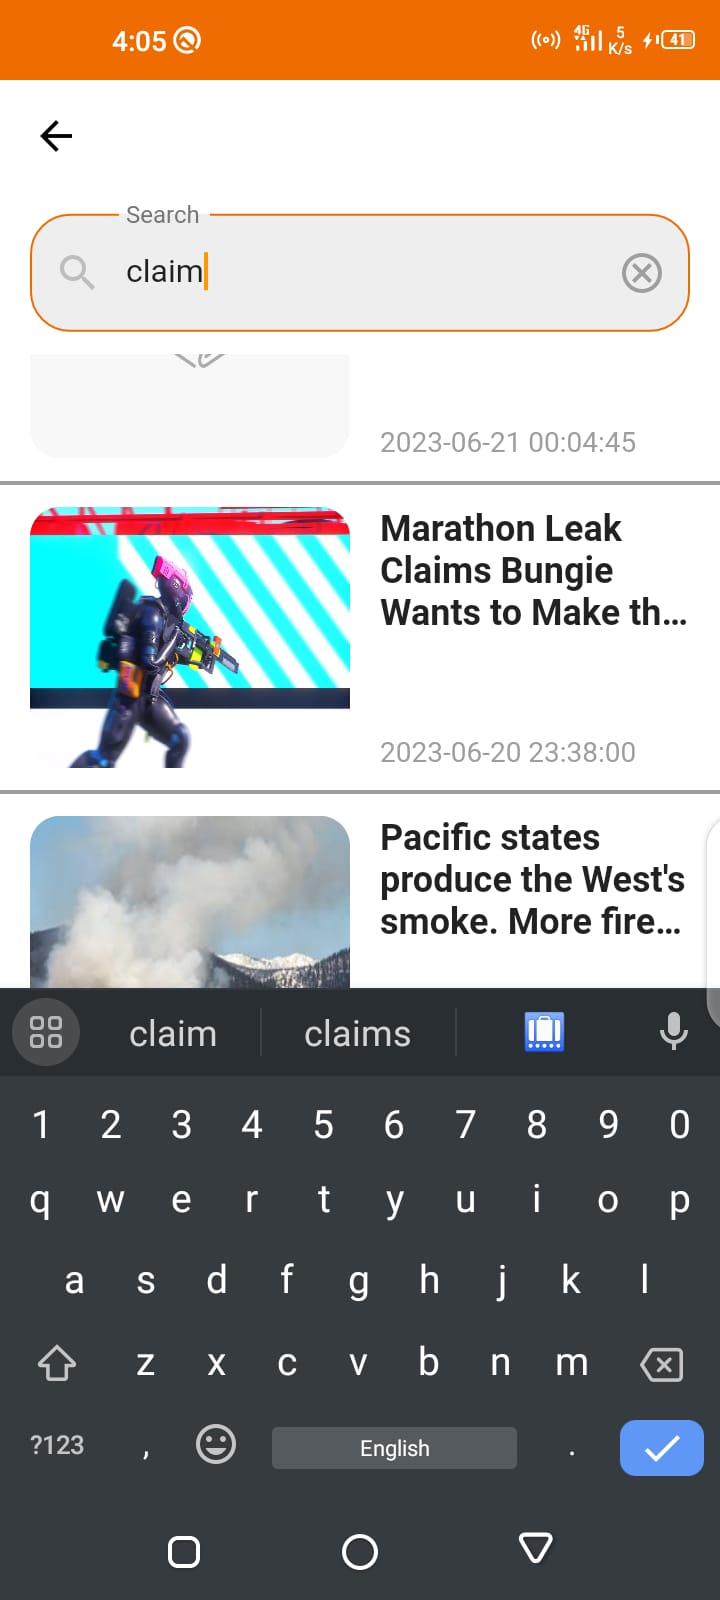 4:05
4G
5
K/s
41
Search
claim
2023-06-21 00:04:45
Marathon Leak
Claims Bungie
Wants to Make th...
2023-06-20 23:38:00
Pacific states
produce the West's
smoke. More fire...
claim claims
1 2 3 4 5 6 7 8 9 0
q w e r t y u i o p
a s d f g h j k l
z x c v b n m
?123 , English .